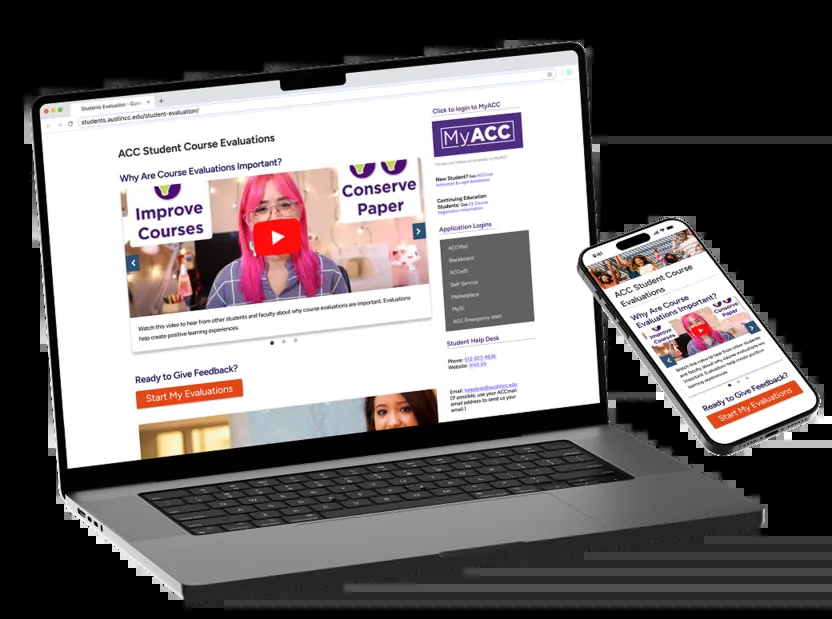 Students Evaluation - Cour
students.austincc.edu/student-evaluation/
ACC Student Course Evaluations
Why Are Course Evaluations Important?
Improve
Courses
Conserve
Paper
Watch this video to hear from other students and faculty about why course evaluations are important. Evaluations
help create positive learning experiences.
Ready to Give Feedback?
Start My Evaluations
Click to login to MyACC
MyACC
New Student? See ACCmail
Activation & Login Assistance
Continuing Education
Students: See CE Course
Registration Information
Application Logins
ACCMail
Blackboard
ACCeID
Self-Service
Marketplace
MySL
ACC Emergency Alert
Student Help Desk
Phone: 512-223-4636
Website: Visit Us
Email: helpdesk@austincc.edu
(If possible, use your ACCmail
email address to send us your
email.)
9:41
ACC Student Course
Evaluations
Why Are Course
Evaluations Important?
Improve
Courses
Conserve
Paper
Watch this video to hear from other students
and faculty about why course evaluations are
important. Evaluations help create positive
learning experiences.
Ready to Give Feedback?
Start My Evaluations